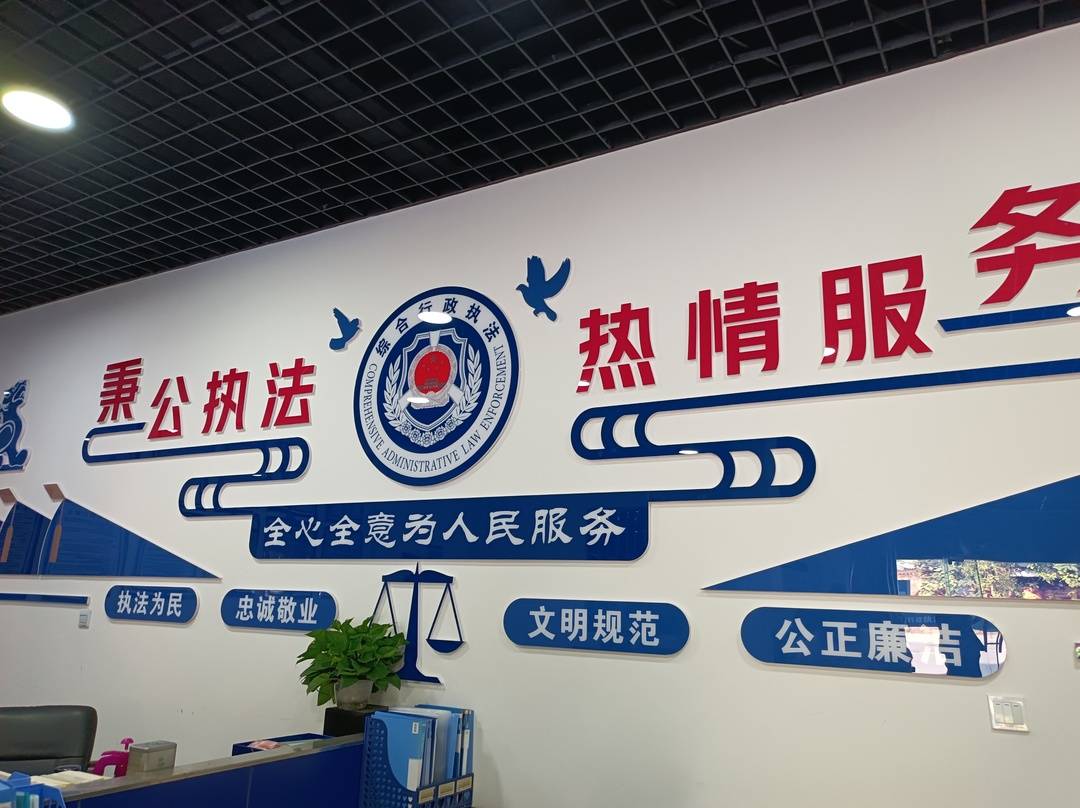 秉公执法
综合行政执法
COMPREHENSIVE ADMINISTRATIVE LAW ENFORCEMENT
热情服务
全心全意为人民服务
执法为民
忠诚敬业
文明规范
公正廉洁